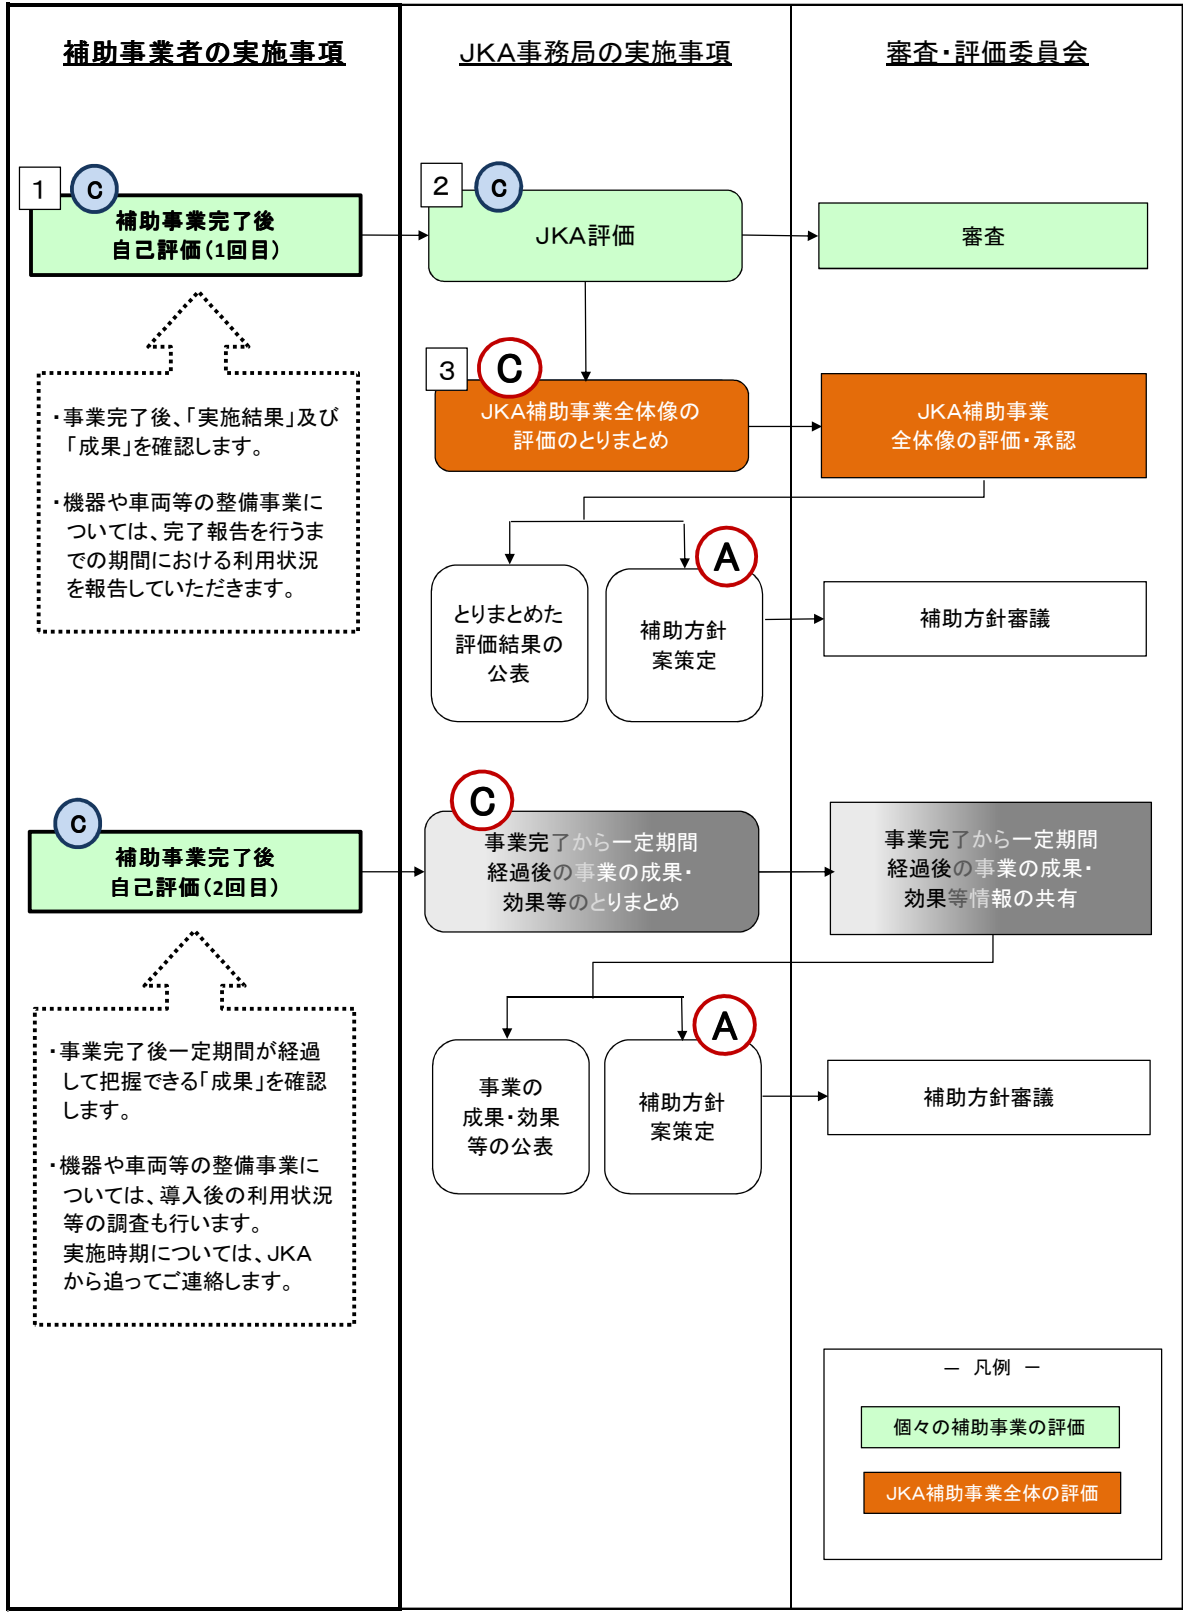 補助事業者の実施事項
JKA事務局の実施事項
審査・評価委員会
1
C
補助事業完了後
自己評価(1回目)
2
C
JKA評価
審査
・事業完了後、「実施結果」及び
「成果」を確認します。
・機器や車両等の整備事業に
ついては、完了報告を行うま
での期間における利用状況
を報告していただきます。
3
C
JKA補助事業全体像の
評価のとりまとめ
JKA補助事業
全体像の評価・承認
とりまとめた
評価結果の
公表
A
補助方針
案策定
補助方針審議
C
補助事業完了後
自己評価(2回目)
C
事業完了から一定期間
経過後の事業の成果・
効果等のとりまとめ
事業完了から一定期間
経過後の事業の成果・
効果等情報の共有
・事業完了後一定期間が経過
して把握できる「成果」を確認
します。
・機器や車両等の整備事業に
ついては、導入後の利用状況
等の調査も行います。
実施時期については、JKA
から追ってご連絡します。
事業の
成果・効果
等の公表
A
補助方針
案策定
補助方針審議
― 凡例 ―
個々の補助事業の評価
JKA補助事業全体の評価